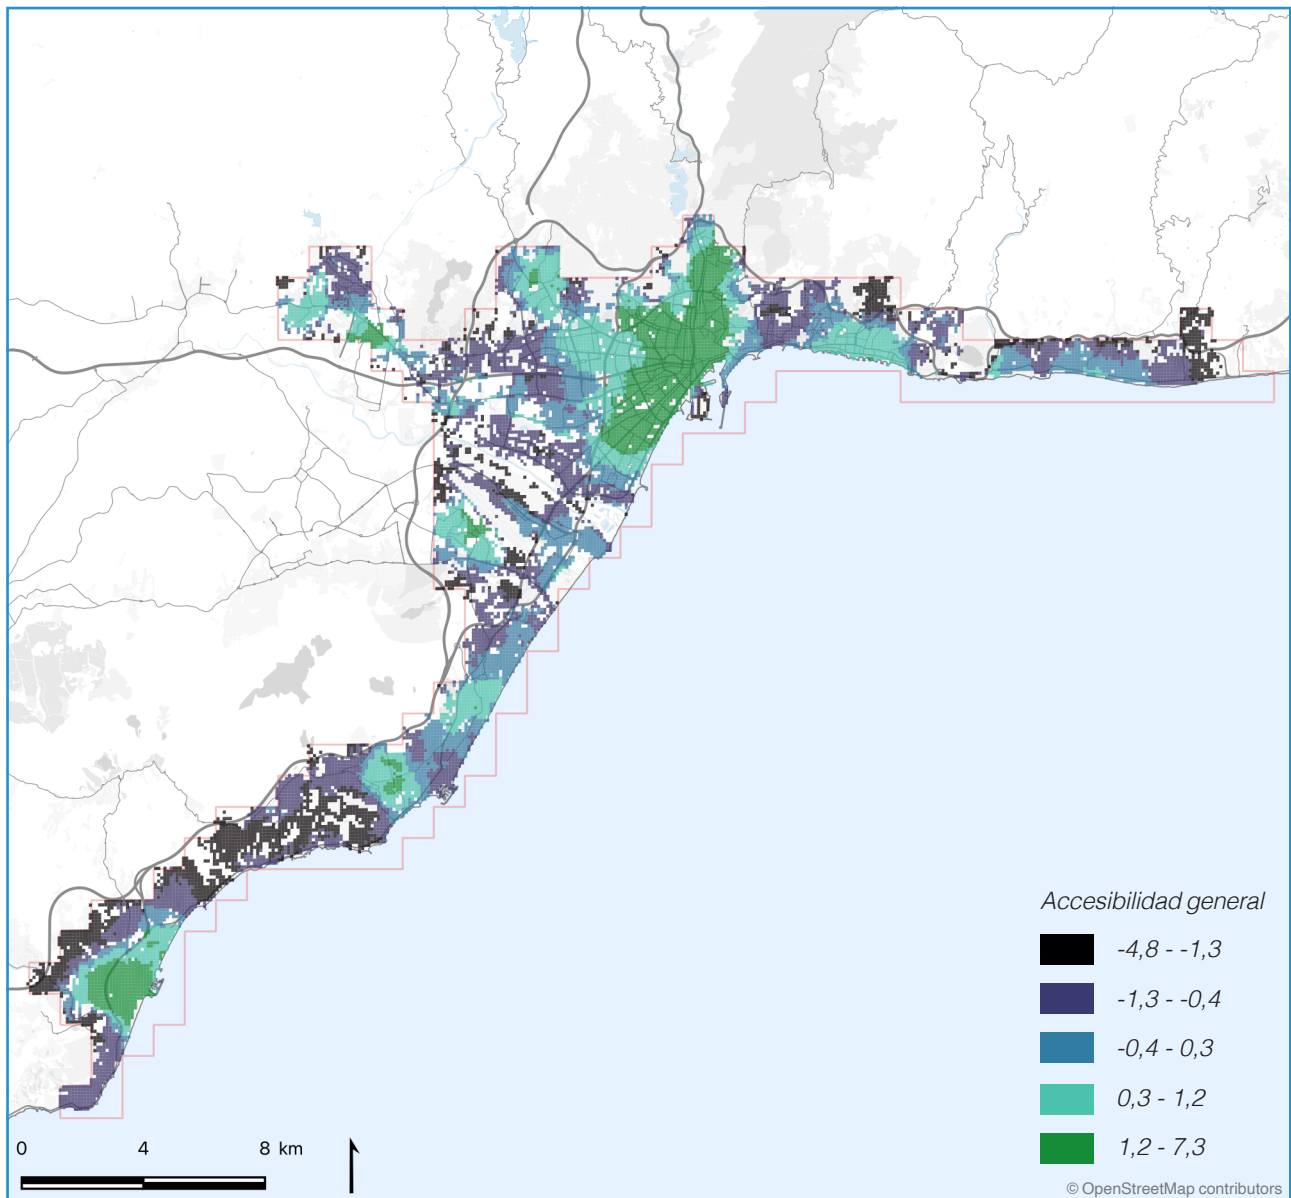 Accesibilidad general
-4,8 - -1,3
-1,3 - -0,4
-0,4 - 0,3
0,3 - 1,2
1,2 - 7,3
0 4 8 km
© OpenStreetMap contributors